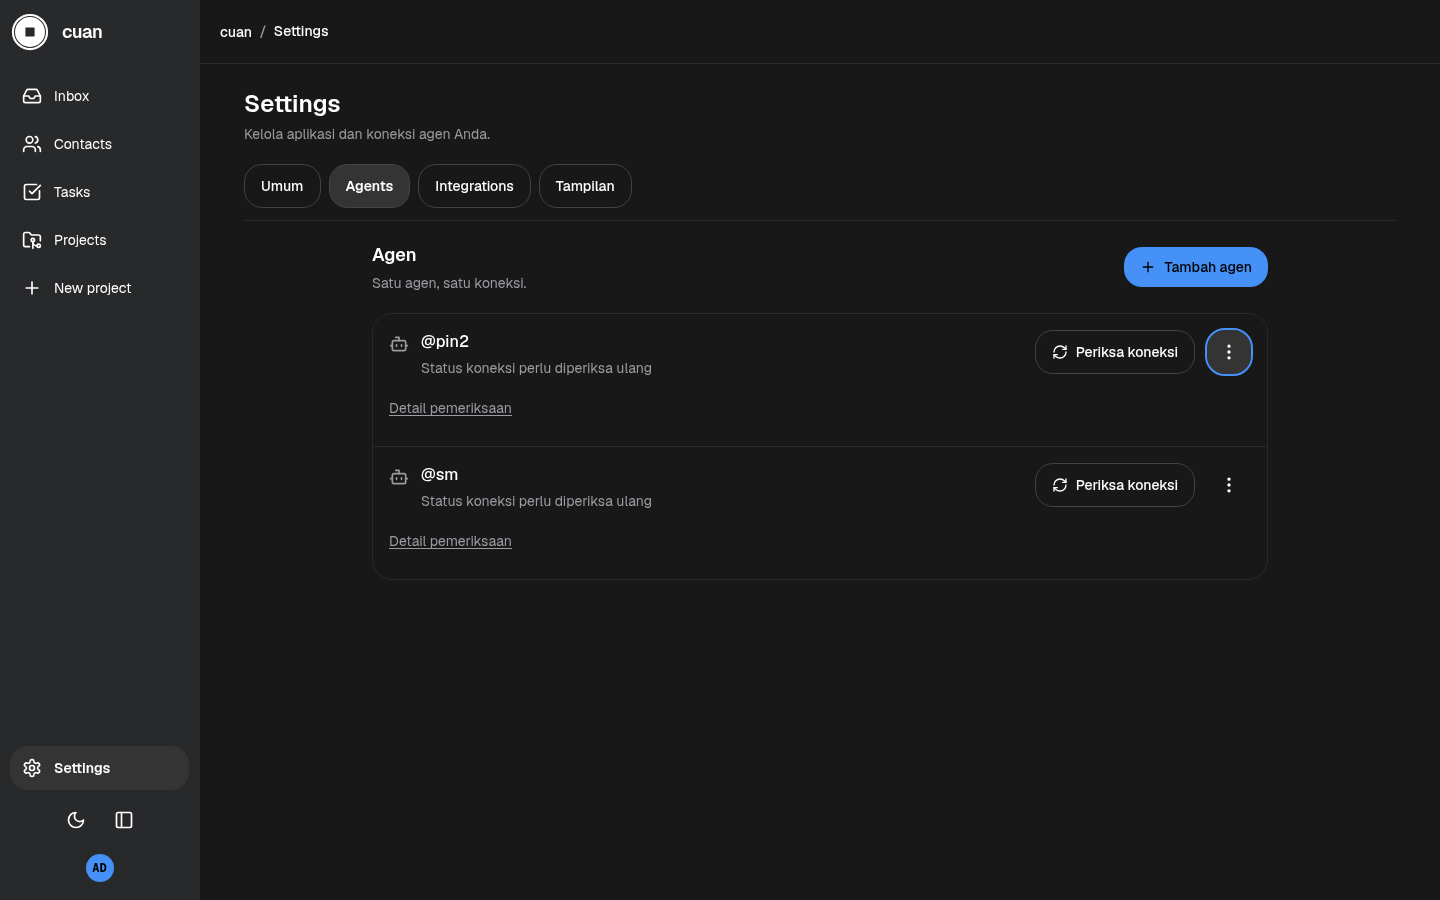 cuan
cuan / Settings
Inbox
Contacts
Tasks
Projects
New project
Settings
AD
Settings
Kelola aplikasi dan koneksi agen Anda.
Umum
Agents
Integrations
Tampilan
Agen
Satu agen, satu koneksi.
Tambah agen
@pin2
Status koneksi perlu diperiksa ulang
Periksa koneksi
Detail pemeriksaan
@sm
Status koneksi perlu diperiksa ulang
Periksa koneksi
Detail pemeriksaan